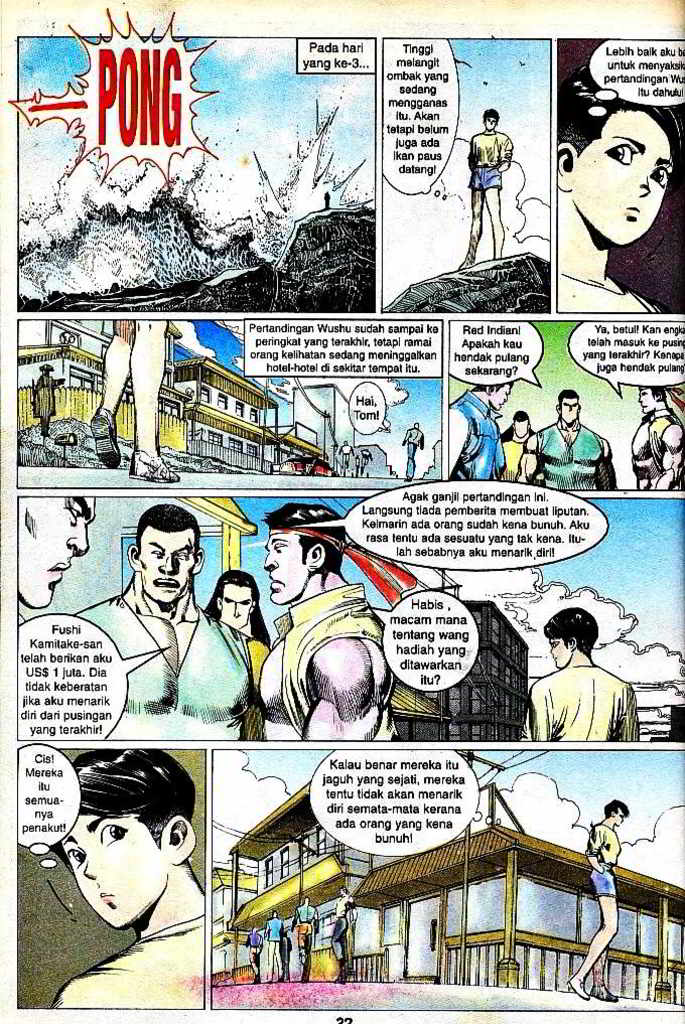 PONG
Pada hari
yang ke-3...
Tinggi
melangit
ombak yang
sedang
mengganas
itu. Akan
tetapi belum
juga ada
ikan paus
datang!
Lebih baik aku
untuk
pertandingan
itu dahulu!
Pertandingan Wushu sudah sampai ke
peringkat yang terakhir, tetapi ramai
orang kelihatan sedang meninggalkan
hotel-hotel di sekitar tempat itu.
Hai,
Tom!
Red Indian!
Apakah kau
hendak pulang
sekarang?
Ya, betul! Kan
telah masuk ke
yang terakhir?
juga hendak
Agak ganjil pertandingan ini.
Langsung tiada pemberita membuat liputan.
Kelmarin ada orang sudah kena bunuh. Aku
rasa tentu ada sesuatu yang tak kena. Itu-
lah sebabnya aku menarik diri!
Fushi
Kamitake-san
telah berikan aku
US$ 1 juta. Dia
tidak keberatan
jika aku menarik
diri dari pusingan
yang terakhir!
Habis,
macam mana
tentang wang
hadiah yang
ditawarkan
itu?
Cis!
Mereka
itu
semua-
nya
penakut!
Kalau benar mereka itu
jaguh yang sejati, mereka
tentu tidak akan menarik
diri semata-mata kerana
ada orang yang kena
bunuh!